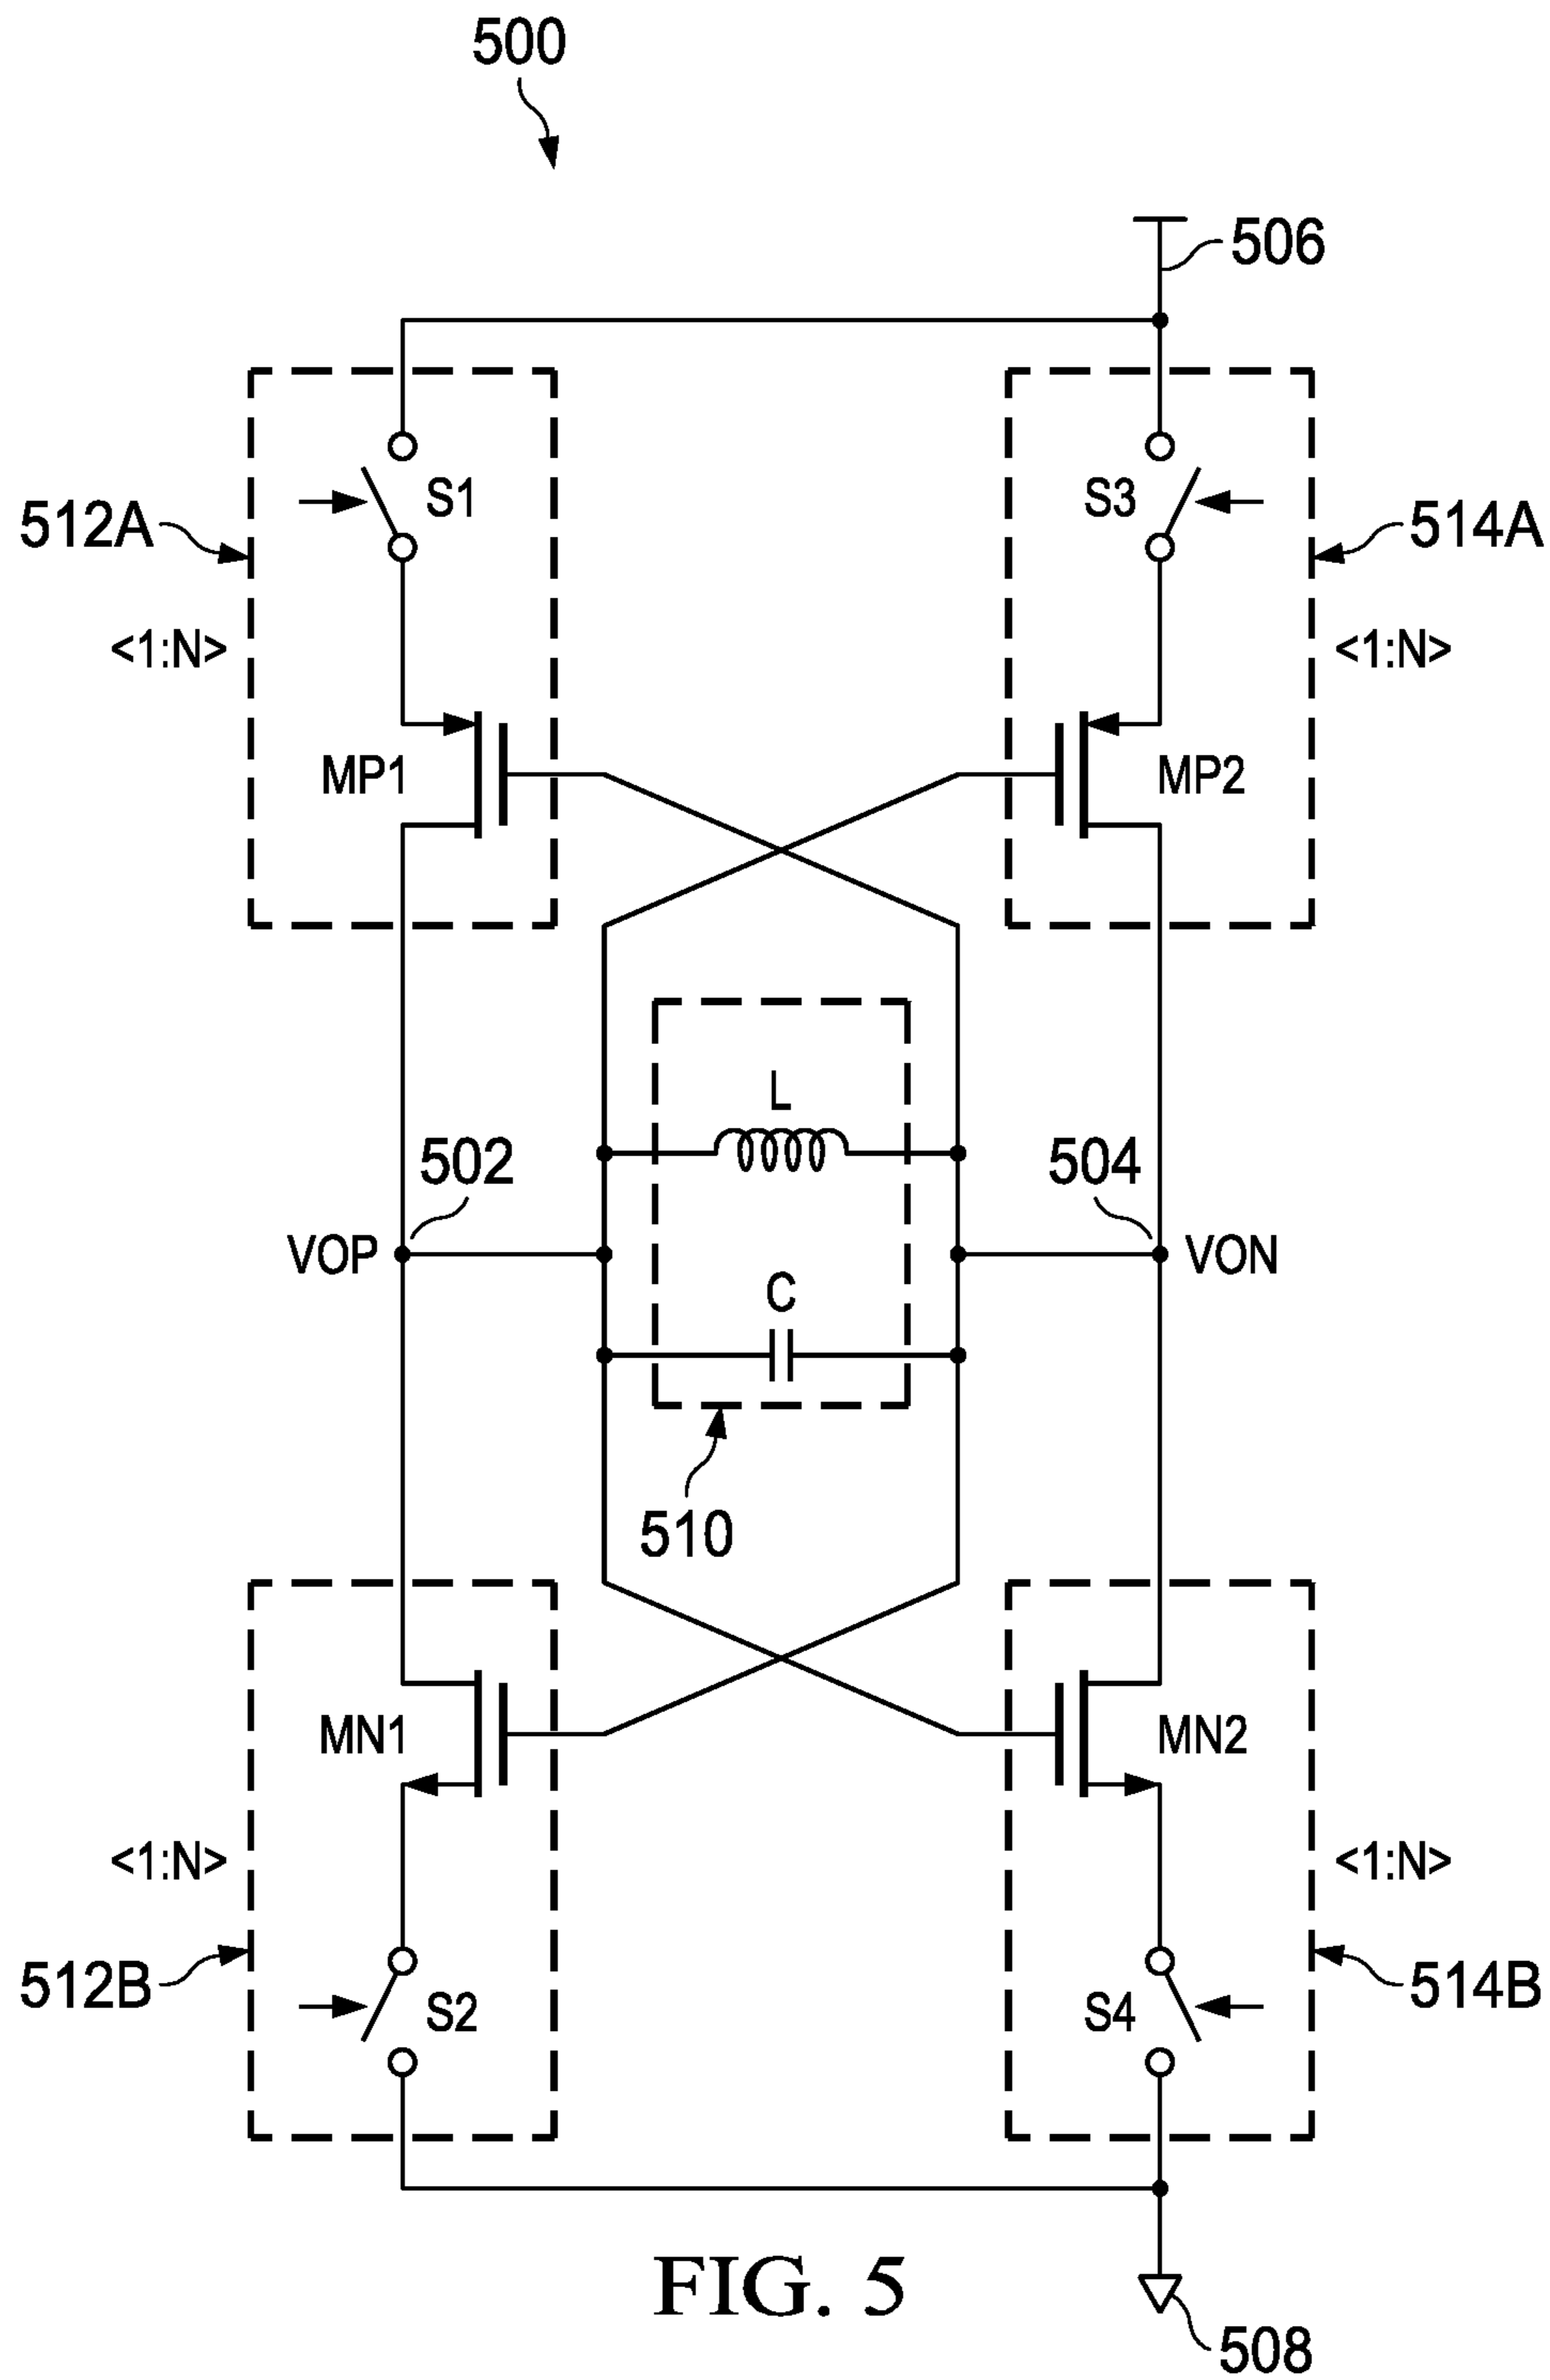 500
506
S1
S3
512A
514A
<1:N>
<1:N>
MP1
MP2
L
502
504
VOP
VON
C
510
MN1
MN2
<1:N>
<1:N>
512B
S2
S4
514B
FIG. 5
508